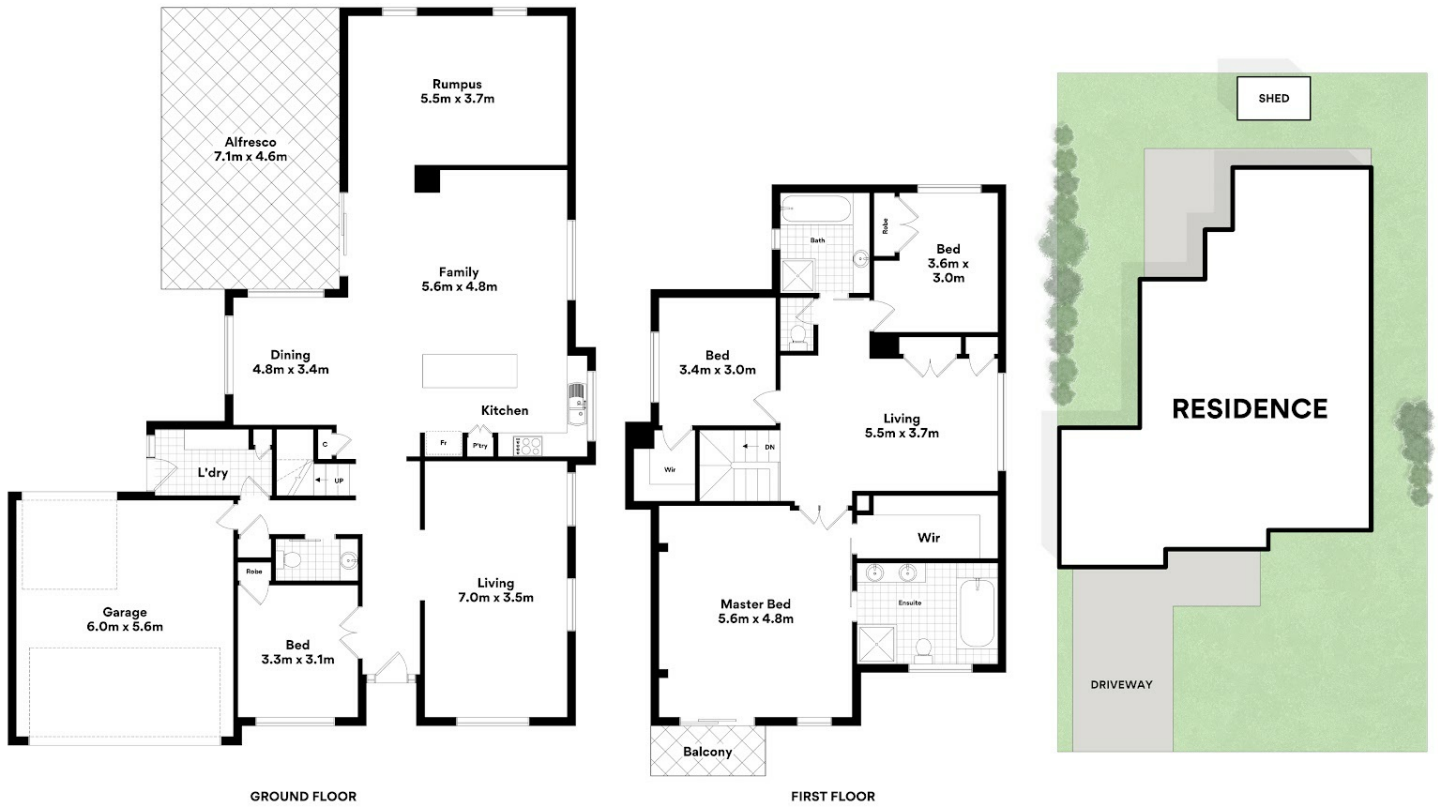 Rumpus
5.5m x 3.7m
Alfresco
7.1m x 4.6m
Family
5.6m x 4.8m
Dining
4.8m x 3.4m
Kitchen
Fr
P'try
C
L'dry
UP
Robe
Living
7.0m x 3.5m
Garage
6.0m x 5.6m
Bed
3.3m x 3.1m
GROUND FLOOR
Bath
Robe
Bed
3.6m x
3.0m
Bed
3.4m x 3.0m
Living
5.5m x 3.7m
DN
Wir
Wir
Master Bed
5.6m x 4.8m
Ensuite
Balcony
FIRST FLOOR
SHED
RESIDENCE
DRIVEWAY